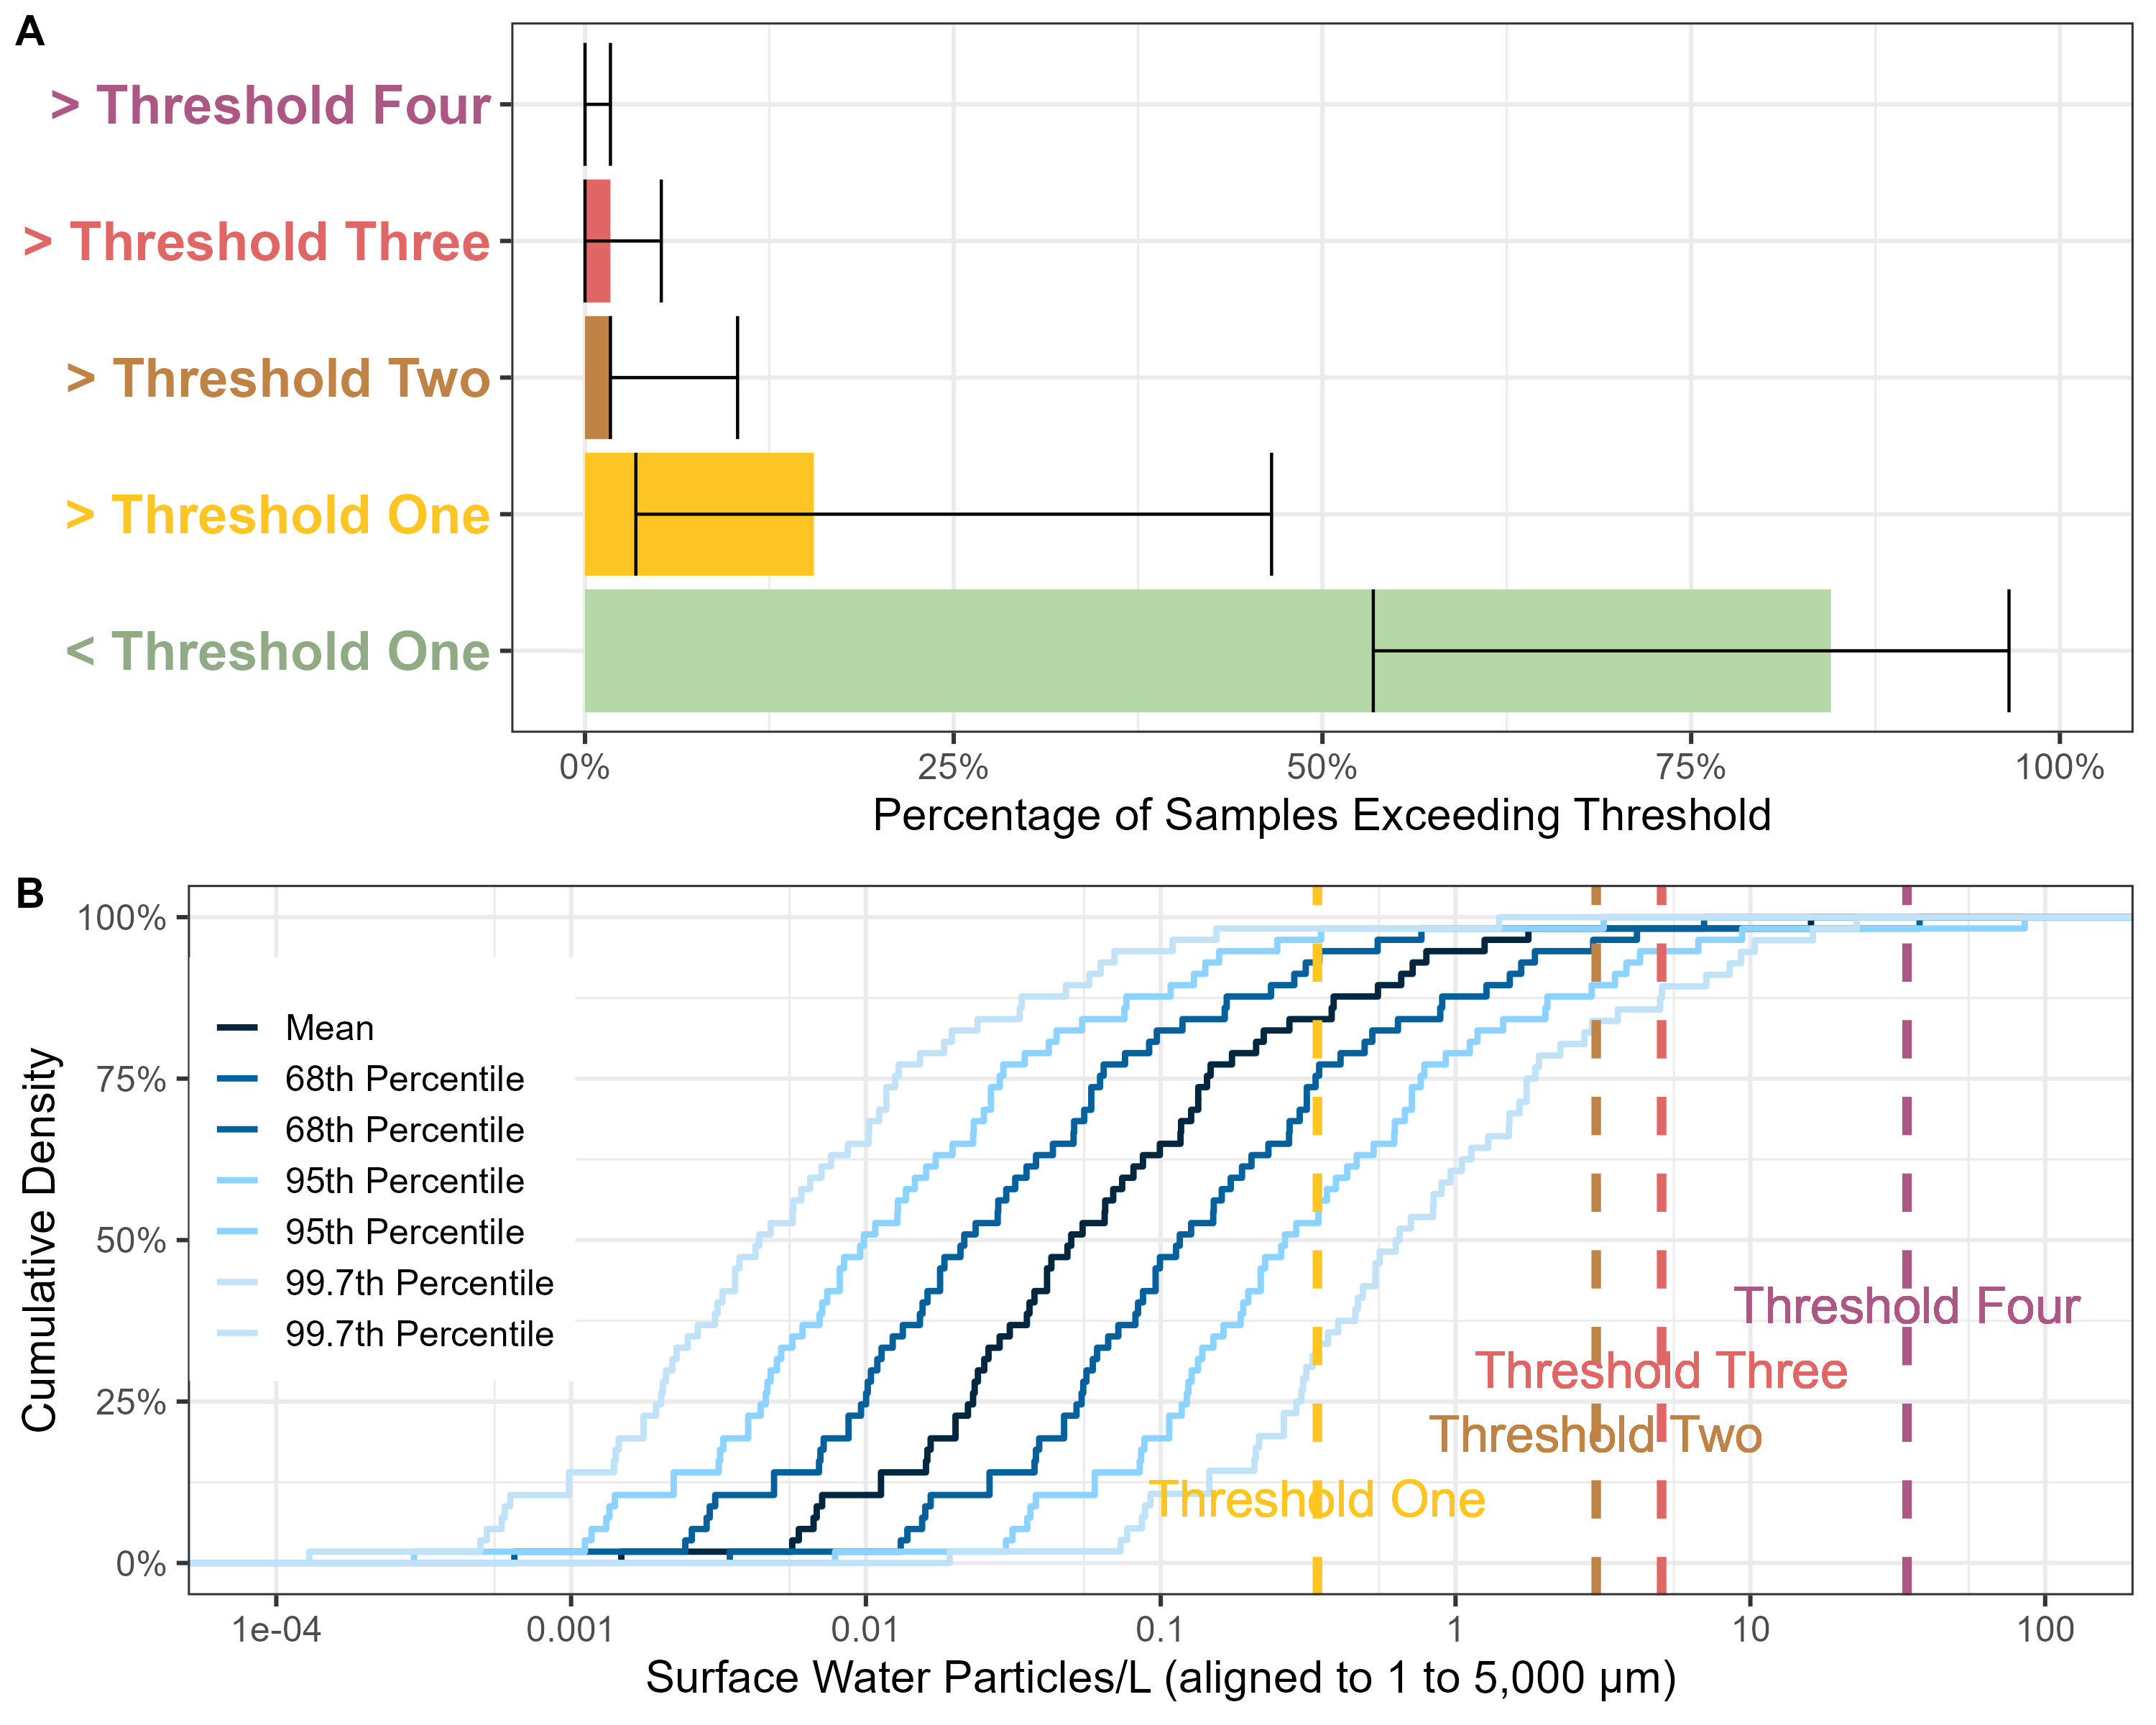 A
> Threshold Four
> Threshold Three
> Threshold Two
> Threshold One
< Threshold One
0% 25% 50% 75% 100%
Percentage of Samples Exceeding Threshold
B
Cumulative Density
100%
75%
50%
25%
0%
Mean
68th Percentile
68th Percentile
95th Percentile
95th Percentile
99.7th Percentile
99.7th Percentile
Threshold Four
Threshold Three
Threshold Two
Threshold One
1e-04 0.001 0.01 0.1 1 10 100
Surface Water Particles/L (aligned to 1 to 5,000 µm)